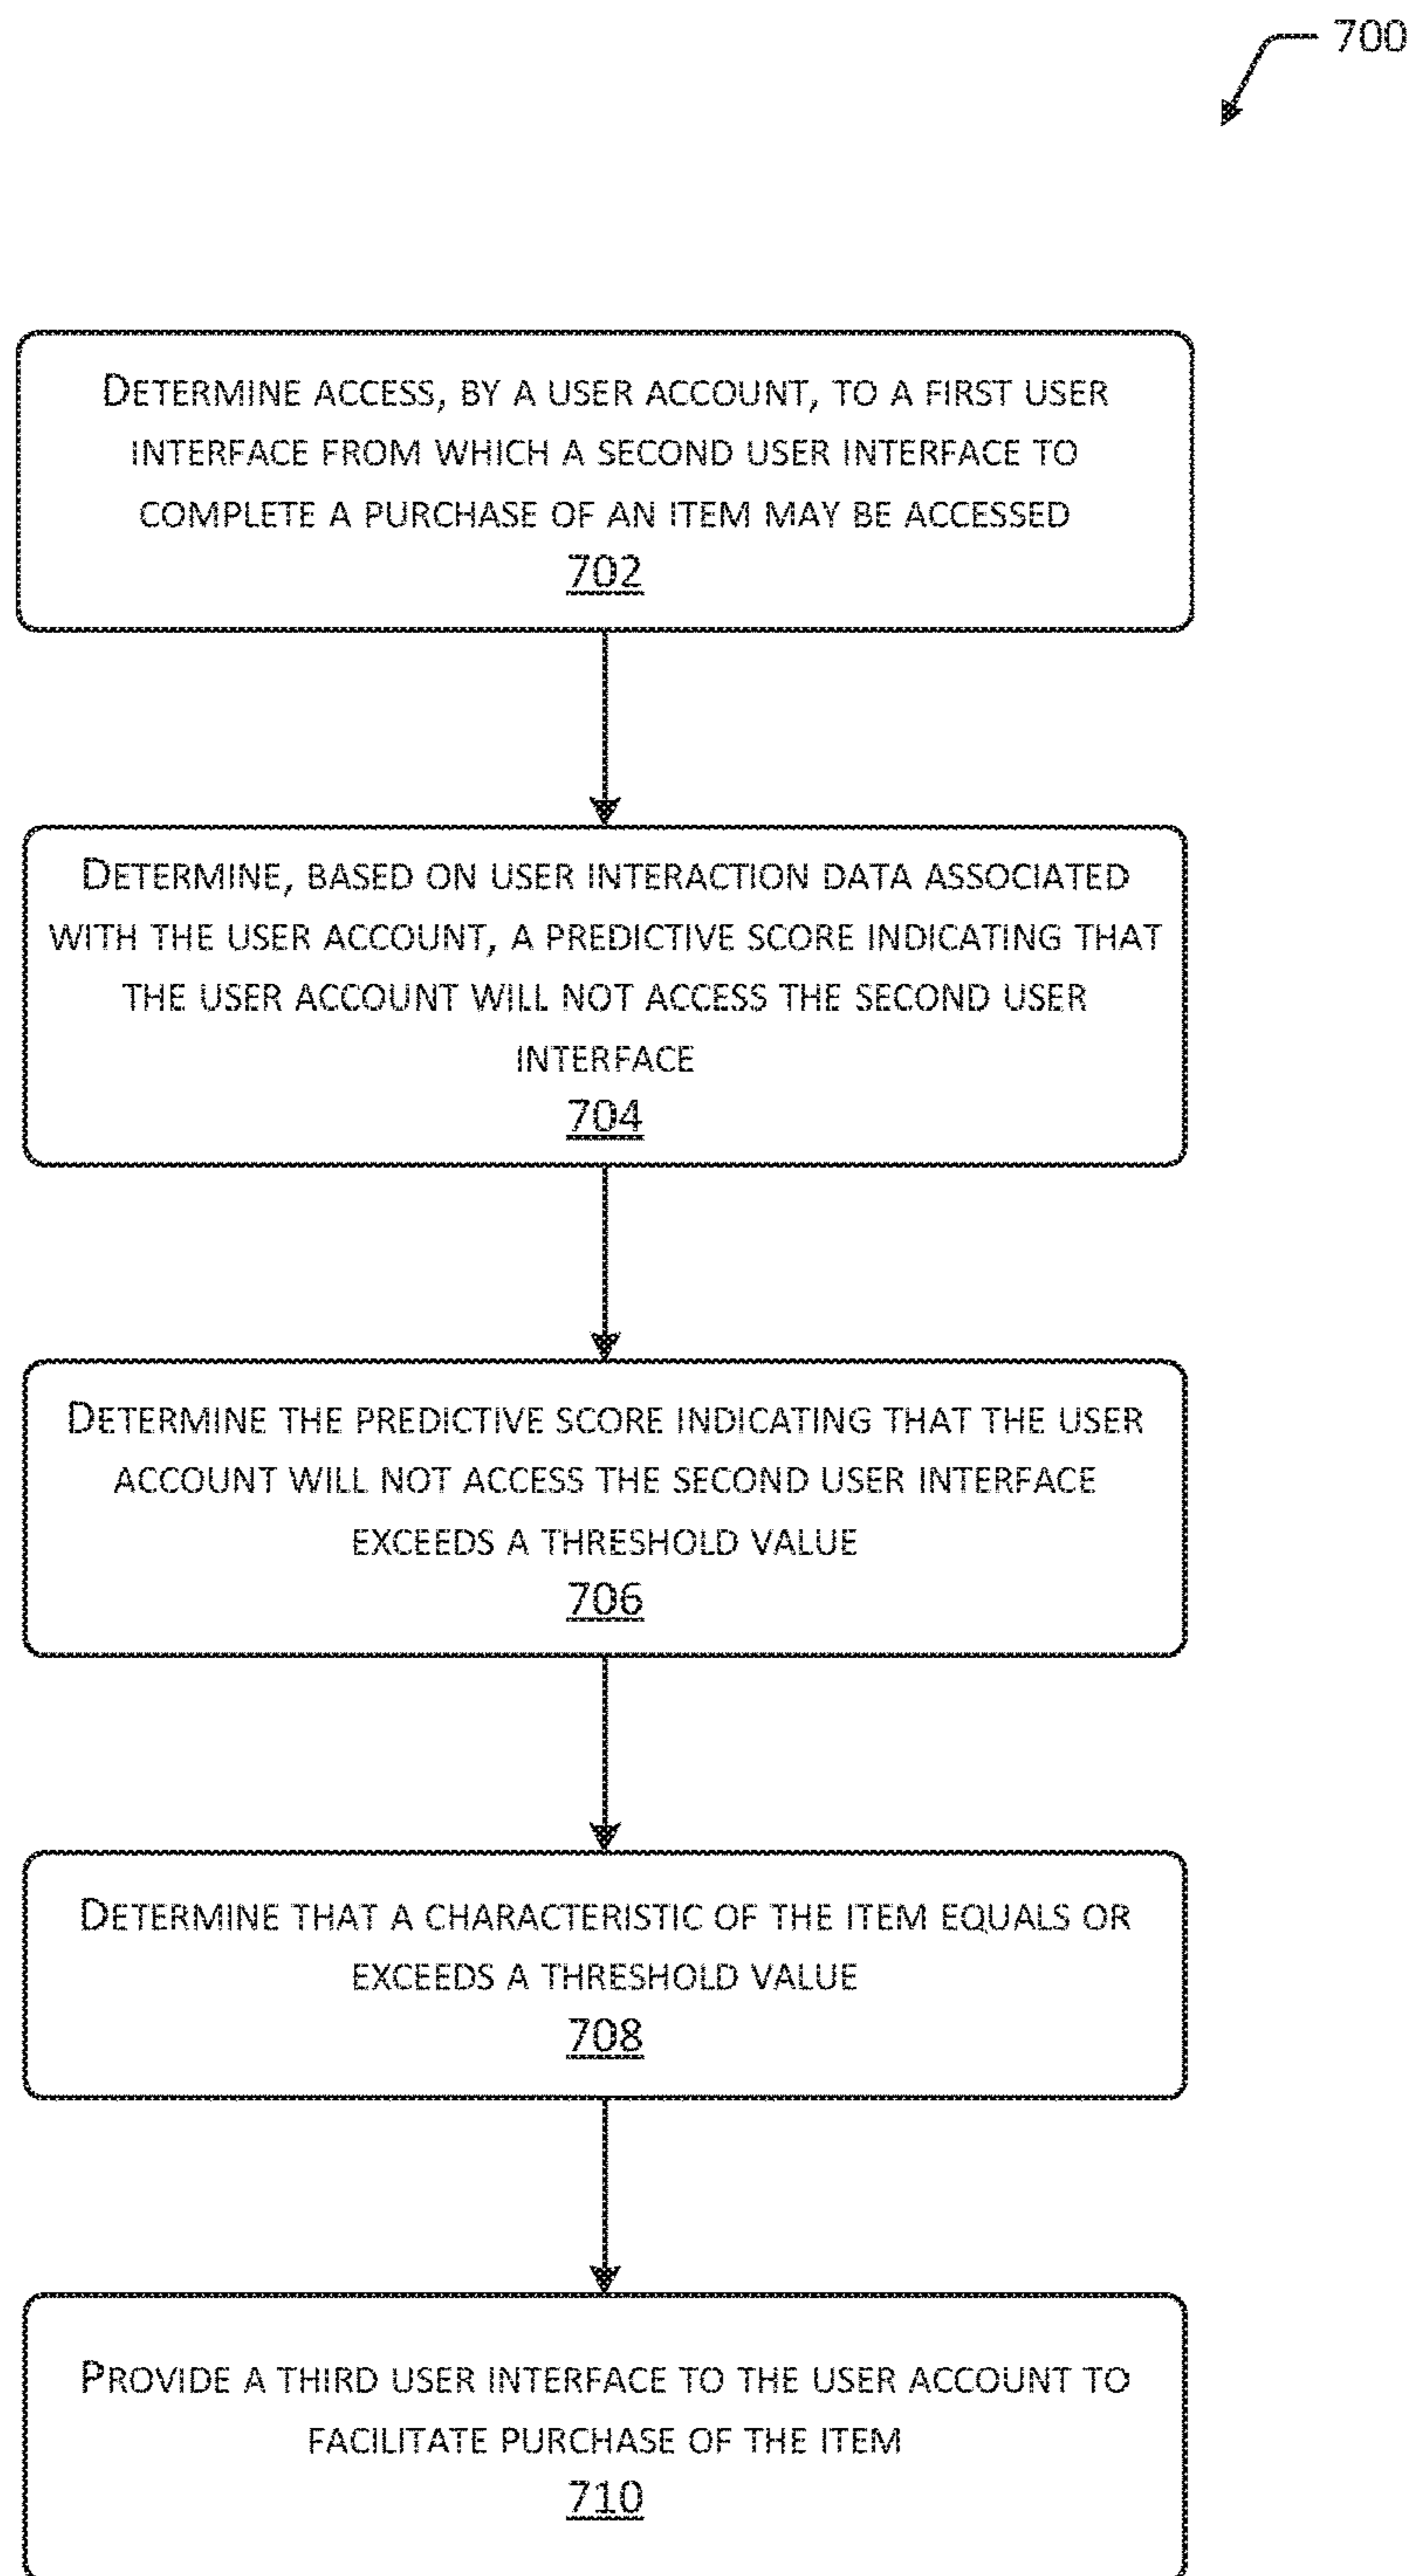 700
DETERMINE ACCESS, BY A USER ACCOUNT, TO A FIRST USER
INTERFACE FROM WHICH A SECOND USER INTERFACE TO
COMPLETE A PURCHASE OF AN ITEM MAY BE ACCESSED
702
DETERMINE, BASED ON USER INTERACTION DATA ASSOCIATED
WITH THE USER ACCOUNT, A PREDICTIVE SCORE INDICATING THAT
THE USER ACCOUNT WILL NOT ACCESS THE SECOND USER
INTERFACE
704
DETERMINE THE PREDICTIVE SCORE INDICATING THAT THE USER
ACCOUNT WILL NOT ACCESS THE SECOND USER INTERFACE
EXCEEDS A THRESHOLD VALUE
706
DETERMINE THAT A CHARACTERISTIC OF THE ITEM EQUALS OR
EXCEEDS A THRESHOLD VALUE
708
PROVIDE A THIRD USER INTERFACE TO THE USER ACCOUNT TO
FACILITATE PURCHASE OF THE ITEM
710